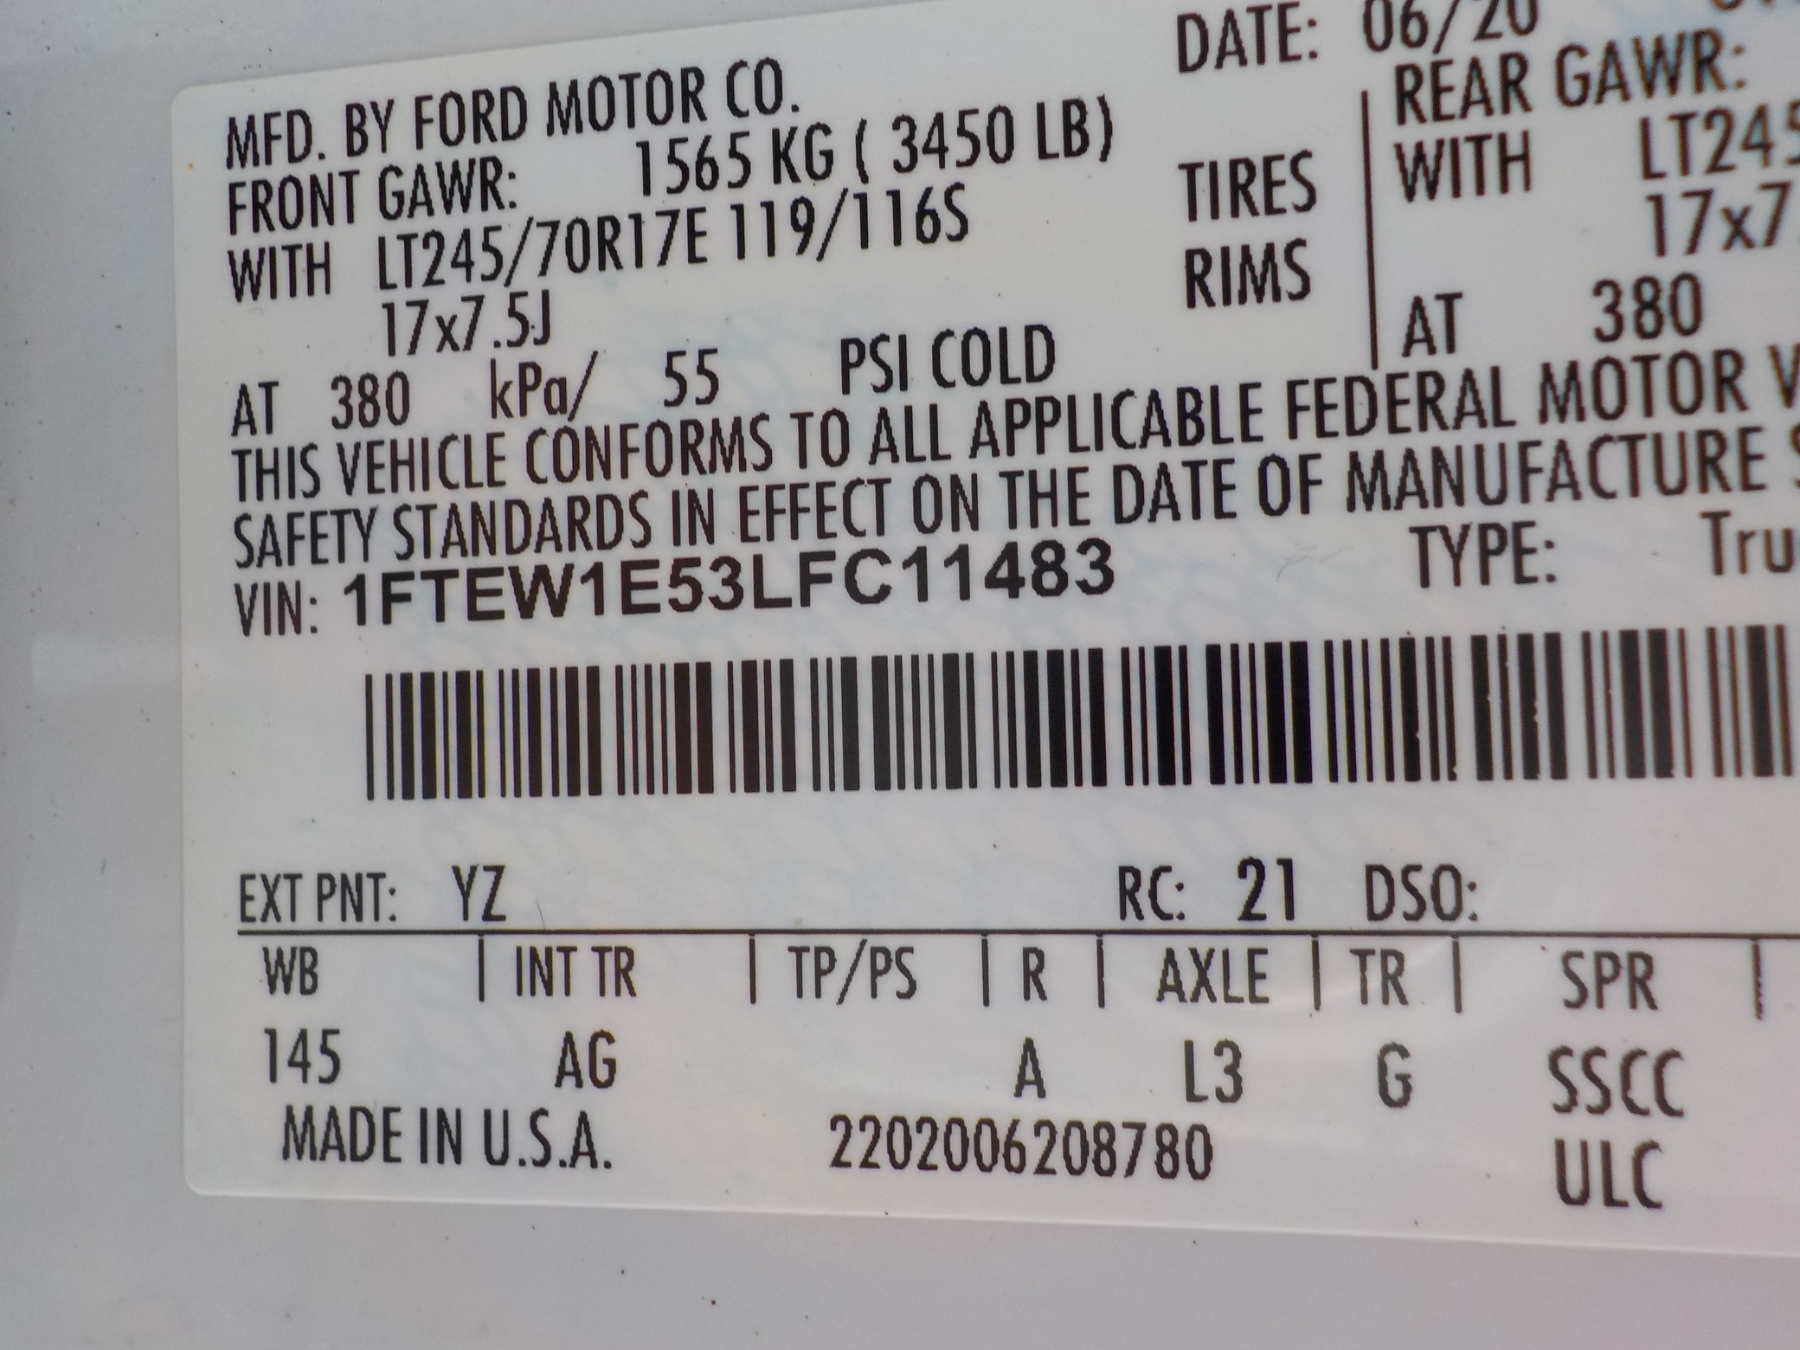 DATE: 06/20
MFD. BY FORD MOTOR CO.
FRONT GAWR: 1565 KG ( 3450 LB)
REAR GAWR:
WITH LT245/70R17E 119/116S TIRES
WITH LT245
17x7.5J RIMS
17x7
AT 380 kPa/ 55 PSI COLD
AT 380
THIS VEHICLE CONFORMS TO ALL APPLICABLE FEDERAL MOTOR V
SAFETY STANDARDS IN EFFECT ON THE DATE OF MANUFACTURE S
VIN: 1FTEW1E53LFC11483 TYPE: Tru
EXT PNT: YZ RC: 21 DSO:
WB | INT TR | TP/PS | R | AXLE | TR | SPR |
145 AG A L3 G SSCC
MADE IN U.S.A. 2202006208780 ULC